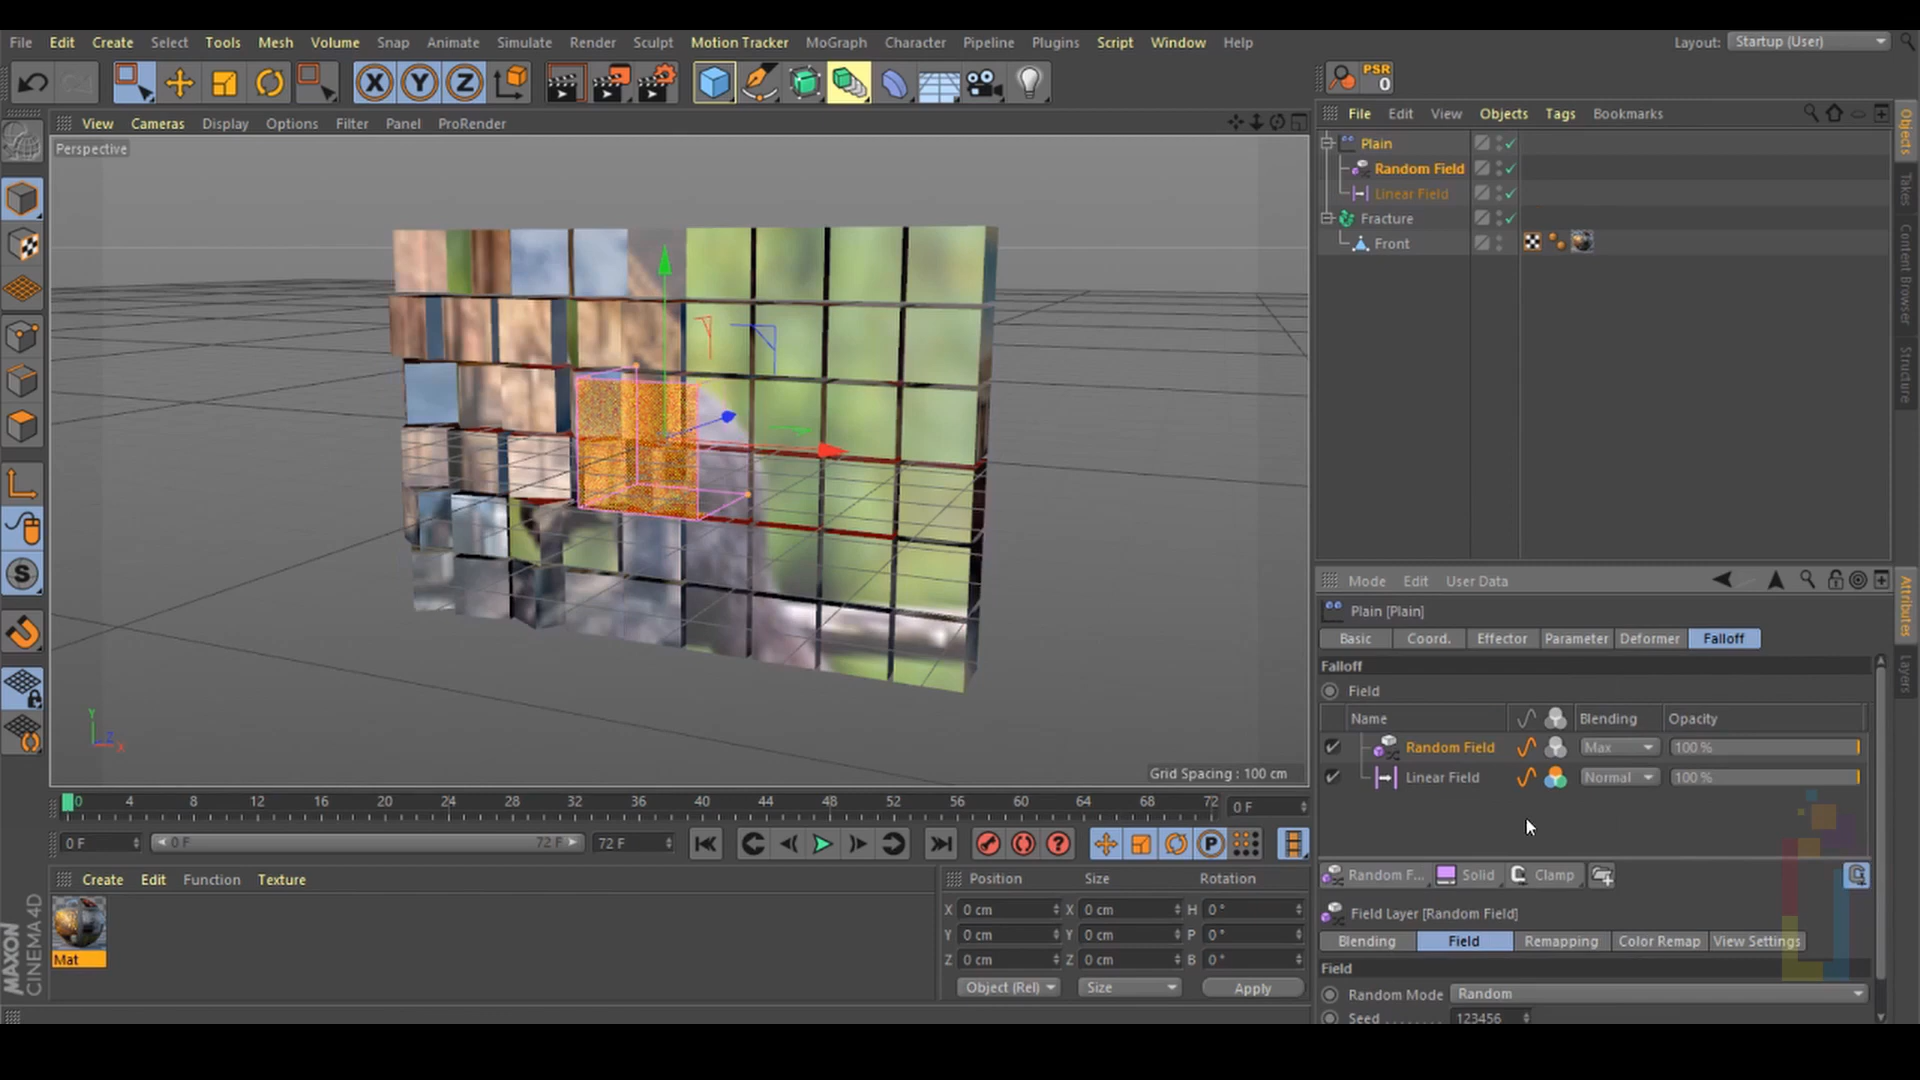 File Edit Create Select Tools Mesh Volume Snap Animate Simulate Render Sculpt Motion Tracker MoGraph Character Pipeline Plugins Script Window Help Layout: Startup (User)
X Y Z PSR
0
File Edit View Objects Tags Bookmarks
View Cameras Display Options Filter Panel ProRender
Perspective
Plain
Random Field
Linear Field
Fracture
Front
Objects
Takes
Content Browser
Structure
Mode Edit User Data
Plain [Plain]
Basic Coord. Effector Parameter Deformer Falloff
Falloff
Field
Name Blending Opacity
Random Field Max 100 %
Linear Field Normal 100 %
Attributes
Layers
S
Y
Z
X
Grid Spacing : 100 cm
0 4 8 12 16 20 24 28 32 36 40 44 48 52 56 60 64 68 72 0 F
0 F 0 F 72 F 72 F P
Random F... Solid Clamp
Field Layer [Random Field]
Blending Field Remapping Color Remap View Settings
Field
Random Mode Random
Seed 123456
Create Edit Function Texture
Mat
MAXON
CINEMA 4D
Position Size Rotation
X 0 cm X 0 cm H 0 °
Y 0 cm Y 0 cm P 0 °
Z 0 cm Z 0 cm B 0 °
Object (Rel) Size Apply